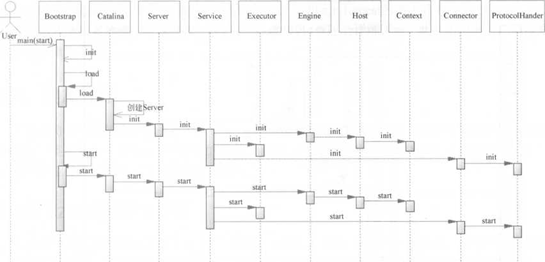 Bootstrap Catalina Server Service Executor Engine Host Context Connector ProtocolHander
User
main(start)
init
load
load
创建Server
init
init
init
init
init
init
init
init
start
start
start
start
start
start
start
start
start
start